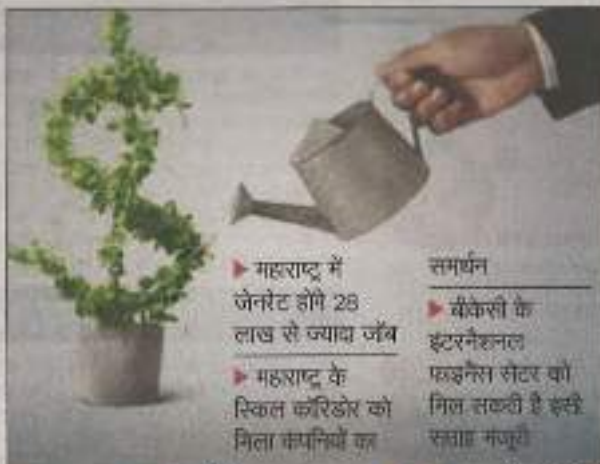 ▶ महाराष्ट्र में
जेनरेट होंगे 28
लाख से ज्यादा जॉब
▶ महाराष्ट्र के
स्किल कॉरिडोर को
मिला कंपनियों का
समर्थन
▶ बीकेसी के
इंटरनैशनल
फाइनैंस सेंटर को
मिल सकती है इसी
सप्ताह मंजूरी